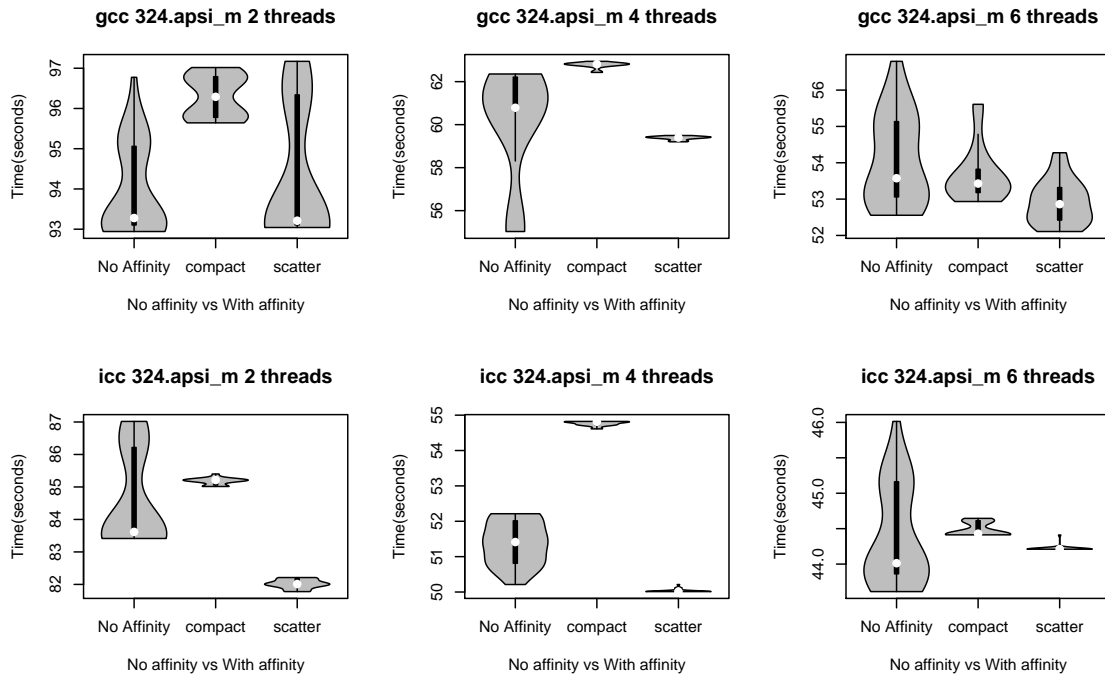 gcc 324.apsi_m 2 threads
Time(seconds)
93 94 95 96 97
No Affinity compact scatter
No affinity vs With affinity
gcc 324.apsi_m 4 threads
Time(seconds)
56 58 60 62
No Affinity compact scatter
No affinity vs With affinity
gcc 324.apsi_m 6 threads
Time(seconds)
52 53 54 55 56
No Affinity compact scatter
No affinity vs With affinity
icc 324.apsi_m 2 threads
Time(seconds)
82 83 84 85 86 87
No Affinity compact scatter
No affinity vs With affinity
icc 324.apsi_m 4 threads
Time(seconds)
50 51 52 53 54 55
No Affinity compact scatter
No affinity vs With affinity
icc 324.apsi_m 6 threads
Time(seconds)
44.0 45.0 46.0
No Affinity compact scatter
No affinity vs With affinity